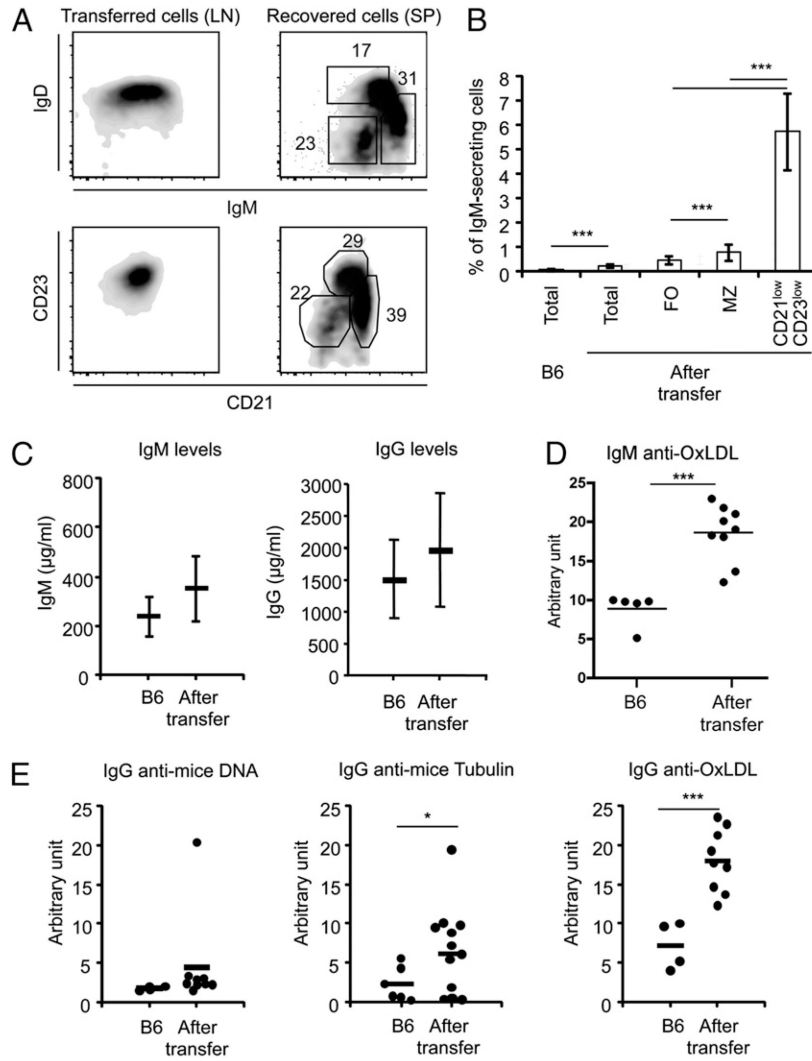 A
Transferred cells (LN)
Recovered cells (SP)
IgD
17
31
23
IgM
CD23
29
22
39
CD21
B
% of IgM-secreting cells
8
7
6
5
4
3
2
1
0
***
***
***
Total
Total
FO
MZ
CD21low
CD23low
B6
After
transfer
C
IgM levels
IgM (µg/ml)
800
600
400
200
0
B6
After
transfer
IgG levels
IgG (µg/ml)
3000
2500
2000
1500
1000
500
0
B6
After
transfer
D
IgM anti-OxLDL
***
Arbitrary unit
25
20
15
10
5
0
B6
After
transfer
E
IgG anti-mice DNA
Arbitrary unit
25
20
15
10
5
0
B6
After
transfer
IgG anti-mice Tubulin
*
Arbitrary unit
25
20
15
10
5
0
B6
After
transfer
IgG anti-OxLDL
***
Arbitrary unit
25
20
15
10
5
0
B6
After
transfer